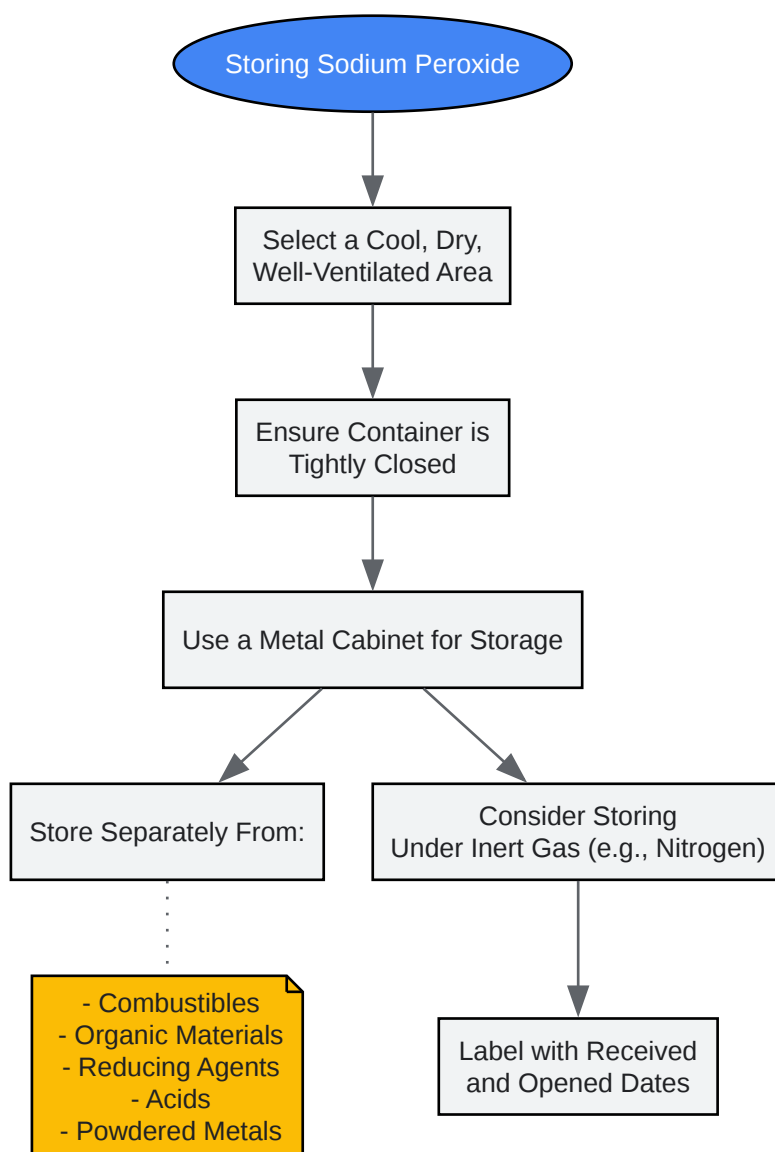 Storing Sodium Peroxide
Select a Cool, Dry,
Well-Ventilated Area
Ensure Container is
Tightly Closed
Use a Metal Cabinet for Storage
Store Separately From:
Consider Storing
Under Inert Gas (e.g., Nitrogen)
- Combustibles
- Organic Materials
- Reducing Agents
- Acids
- Powdered Metals
Label with Received
and Opened Dates